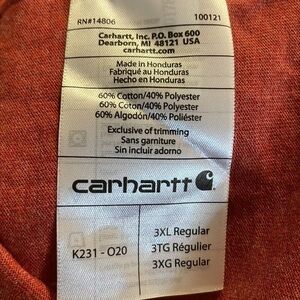 RN#14806 100121
Carhartt, Inc. P.O. Box 600
Dearborn, MI 48121 USA
carhartt.com
Made in Honduras
Fabriqué au Honduras
Hecho en Honduras
60% Cotton/40% Polyester
60% Coton/40% Polyester
60% Algodón/40% Poliéster
Exclusive of trimming
Sans garniture
Sin incluir adorno
carhartt
K231 - O20
3XL Regular
3TG Régulier
3XG Regular